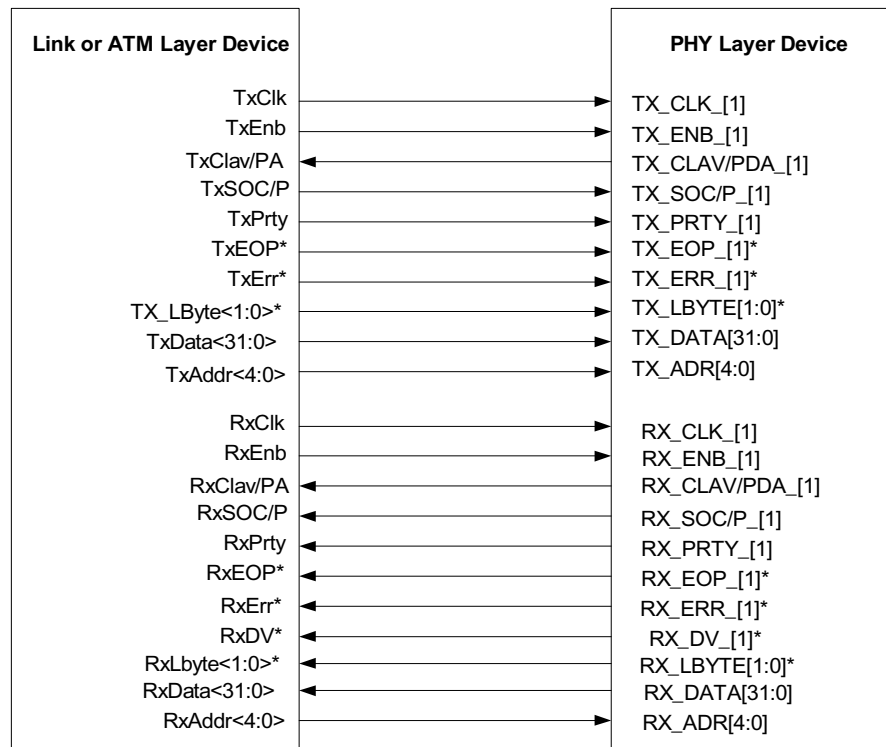 Link or ATM Layer Device
TxClk
TxEnb
TxClav/PA
TxSOC/P
TxPrty
TxEOP*
TxErr*
TX_LByte<1:0>*
TxData<31:0>
TxAddr<4:0>
RxClk
RxEnb
RxClav/PA
RxSOC/P
RxPrty
RxEOP*
RxErr*
RxDV*
RxLbyte<1:0>*
RxData<31:0>
RxAddr<4:0>
PHY Layer Device
TX_CLK_[1]
TX_ENB_[1]
TX_CLAV/PDA_[1]
TX_SOC/P_[1]
TX_PRTY_[1]
TX_EOP_[1]*
TX_ERR_[1]*
TX_LBYTE[1:0]*
TX_DATA[31:0]
TX_ADR[4:0]
RX_CLK_[1]
RX_ENB_[1]
RX_CLAV/PDA_[1]
RX_SOC/P_[1]
RX_PRTY_[1]
RX_EOP_[1]*
RX_ERR_[1]*
RX_DV_[1]*
RX_LBYTE[1:0]*
RX_DATA[31:0]
RX_ADR[4:0]